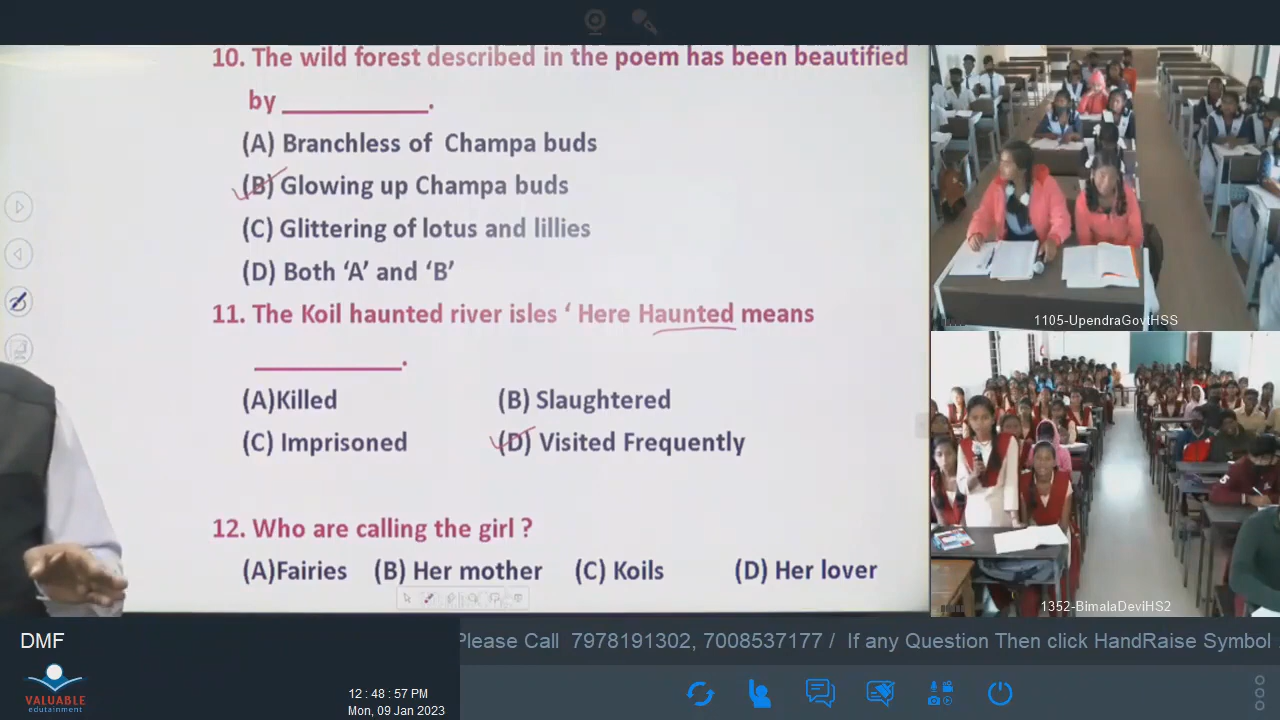 10. The wild forest described in the poem has been beautified
by ____________.
(A) Branchless of Champa buds
(B) Glowing up Champa buds
(C) Glittering of lotus and lillies
(D) Both ‘A’ and ‘B’
11. The Koil haunted river isles ‘ Here Haunted means
____________.
(A)Killed
(B) Slaughtered
(C) Imprisoned
(D) Visited Frequently
12. Who are calling the girl ?
(A)Fairies (B) Her mother (C) Koils (D) Her lover
1105-UpendraGovtHSS
1352-BimalaDeviHS2
DMF
Please Call 7978191302, 7008537177 / If any Question Then click HandRaise Symbol
VALUABLE
edutainment
12 : 48 : 57 PM
Mon, 09 Jan 2023